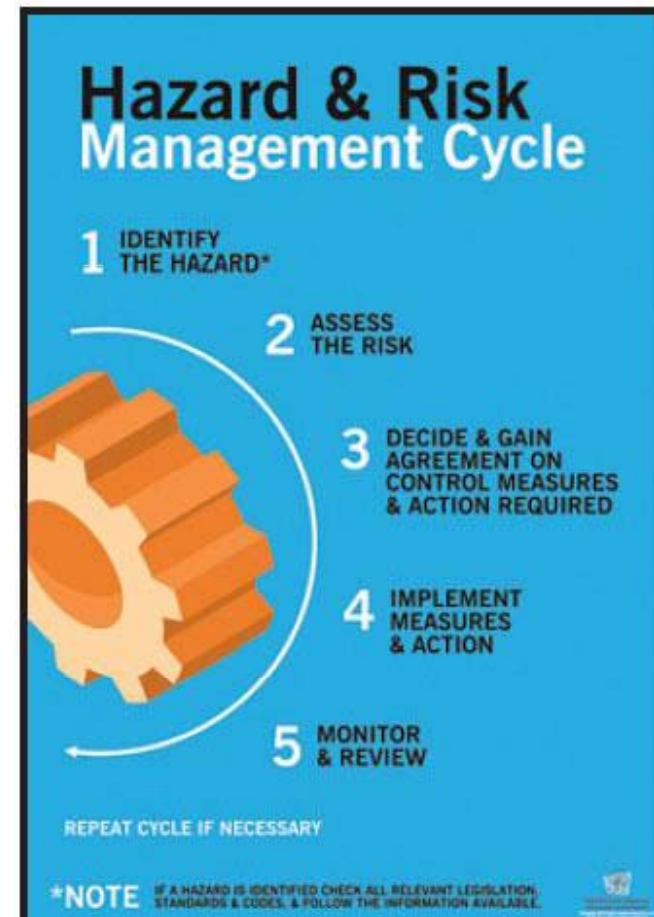 Hazard & Risk
Management Cycle
1 IDENTIFY
THE HAZARD*
2 ASSESS
THE RISK
3 DECIDE & GAIN
AGREEMENT ON
CONTROL MEASURES
& ACTION REQUIRED
4 IMPLEMENT
MEASURES
& ACTION
5 MONITOR
& REVIEW
REPEAT CYCLE IF NECESSARY
*NOTE IF A HAZARD IS IDENTIFIED CHECK ALL RELEVANT LEGISLATION,
STANDARDS & CODES, & FOLLOW THE INFORMATION AVAILABLE.